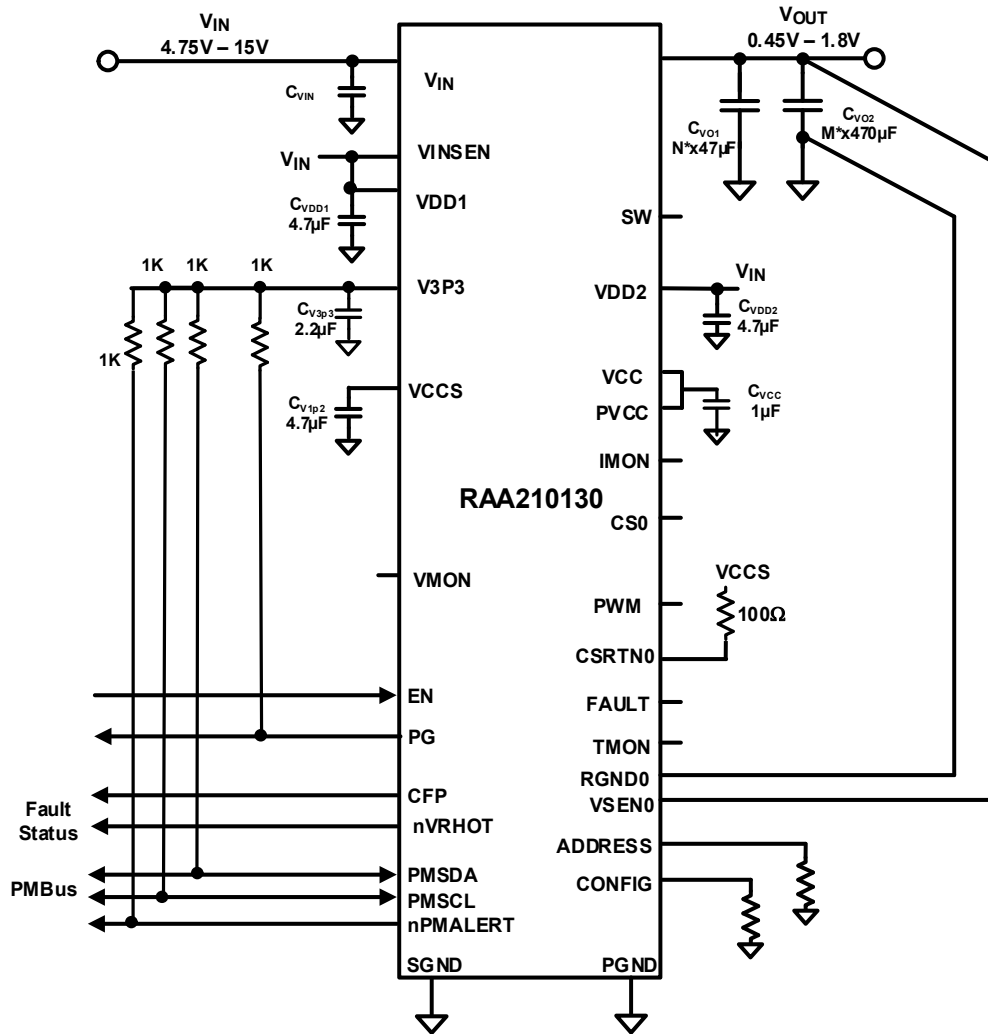 VIN
4.75V – 15V
CVIN
VIN
VIN
VINSEN
CVDD1
4.7µF
VDD1
1K
1K
1K
1K
V3P3
CV3p3
2.2µF
VCCS
CV1p2
4.7µF
RAA210130
VMON
EN
PG
CFP
Fault
Status
nVRHOT
PMBus
PMSDA
PMSCL
nPMALERT
SGND
PGND
VOUT
0.45V – 1.8V
CVO1
N*x47µF
CVO2
M*x470µF
SW
VDD2
VIN
CVDD2
4.7µF
VCC
PVCC
CVCC
1µF
IMON
CS0
VCCS
PWM
100Ω
CSRTN0
FAULT
TMON
RGND0
VSEN0
ADDRESS
CONFIG